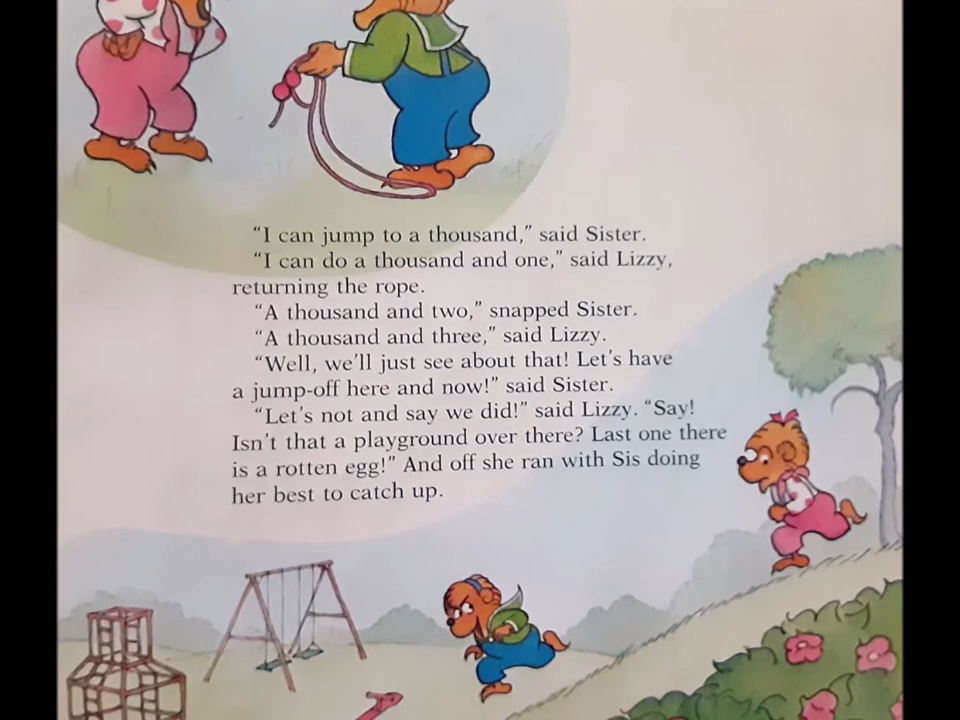 “I can jump to a thousand,” said Sister.
“I can do a thousand and one,” said Lizzy,
returning the rope.
“A thousand and two,” snapped Sister.
“A thousand and three,” said Lizzy.
“Well, we’ll just see about that! Let’s have
a jump-off here and now!” said Sister.
“Let’s not and say we did!” said Lizzy. “Say!
Isn’t that a playground over there? Last one there
is a rotten egg!” And off she ran with Sis doing
her best to catch up.